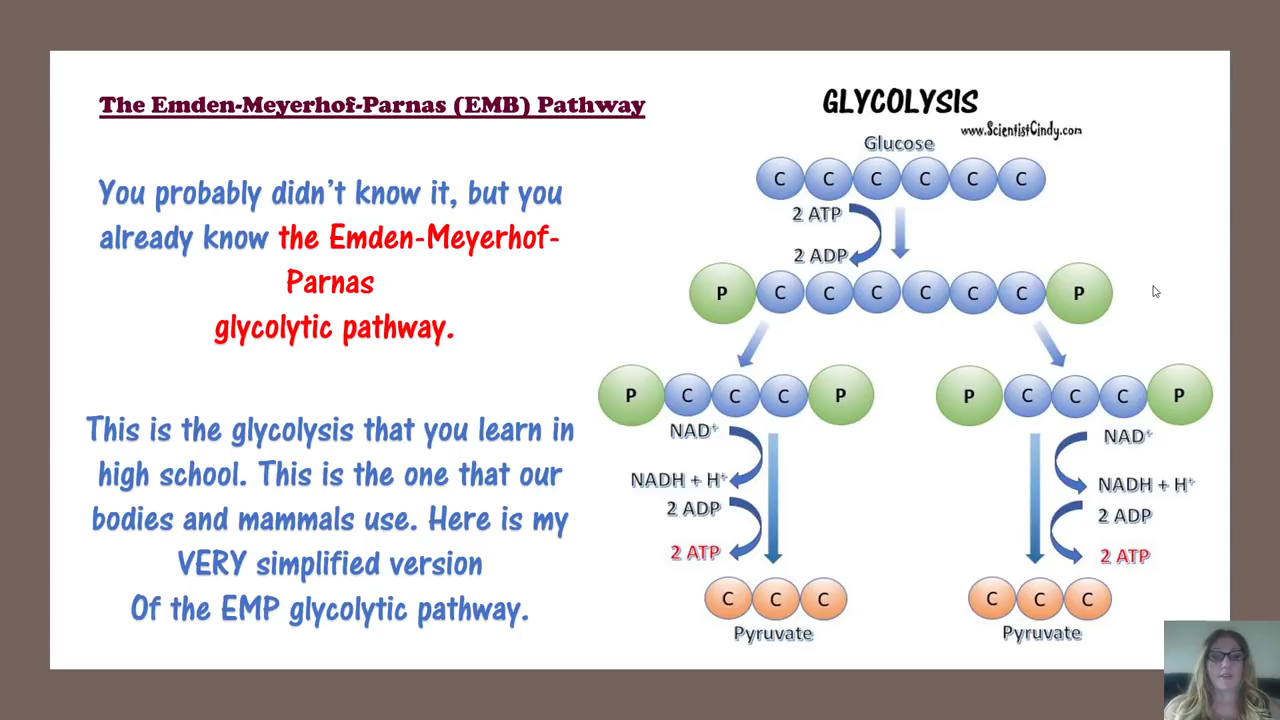 The Emden-Meyerhof-Parnas (EMB) Pathway
You probably didn't know it, but you
already know the Emden-Meyerhof-
Parnas
glycolytic pathway.
This is the glycolysis that you learn in
high school. This is the one that our
bodies and mammals use. Here is my
VERY simplified version
Of the EMP glycolytic pathway.
GLYCOLYSIS
www.ScientistCindy.com
Glucose
C C C C C C
2 ATP
2 ADP
P C C C C C C P
P C C C P
P C C C P
NAD+
NADH + H+
2 ADP
2 ATP
C C C
Pyruvate
NAD+
NADH + H+
2 ADP
2 ATP
C C C
Pyruvate